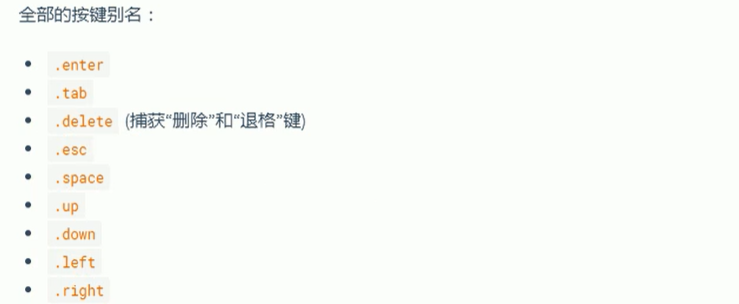 全部的按键别名：
.enter
.tab
.delete (捕获“删除”和“退格”键)
.esc
.space
.up
.down
.left
.right